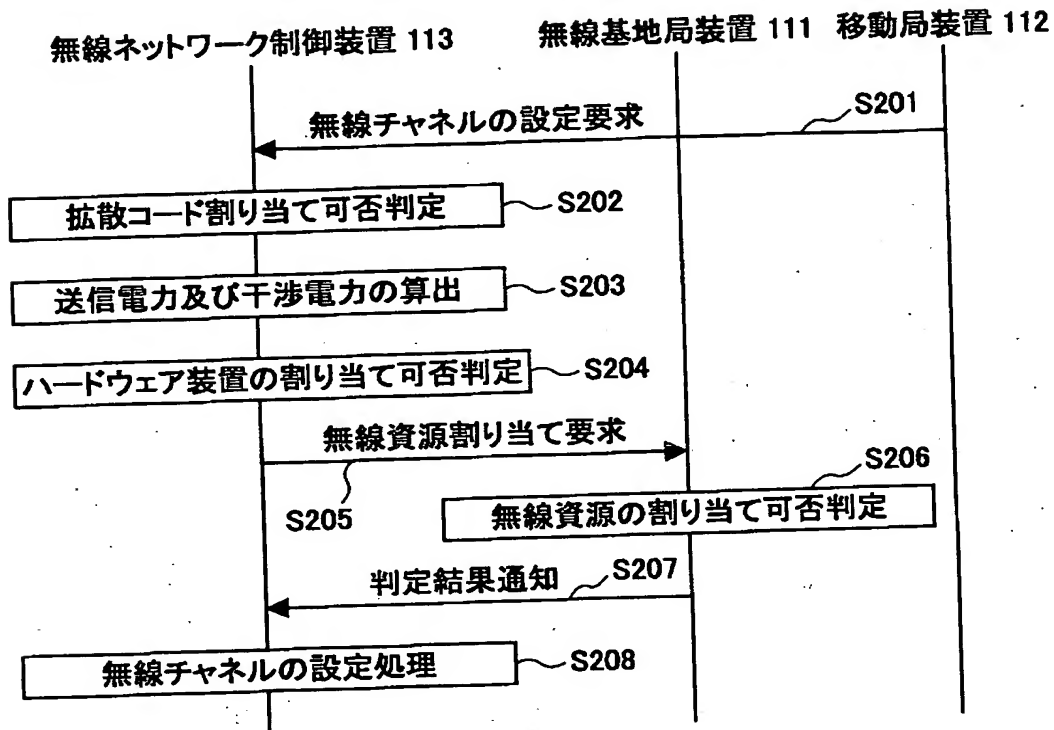 無線ネットワーク制御装置 113
無線基地局装置 111
移動局装置 112
S201
無線チャネルの設定要求
拡散コード割り当て可否判定
S202
送信電力及び干渉電力の算出
S203
ハードウェア装置の割り当て可否判定
S204
無線資源割り当て要求
S205
S206
無線資源の割り当て可否判定
S207
判定結果通知
無線チャネルの設定処理
S208